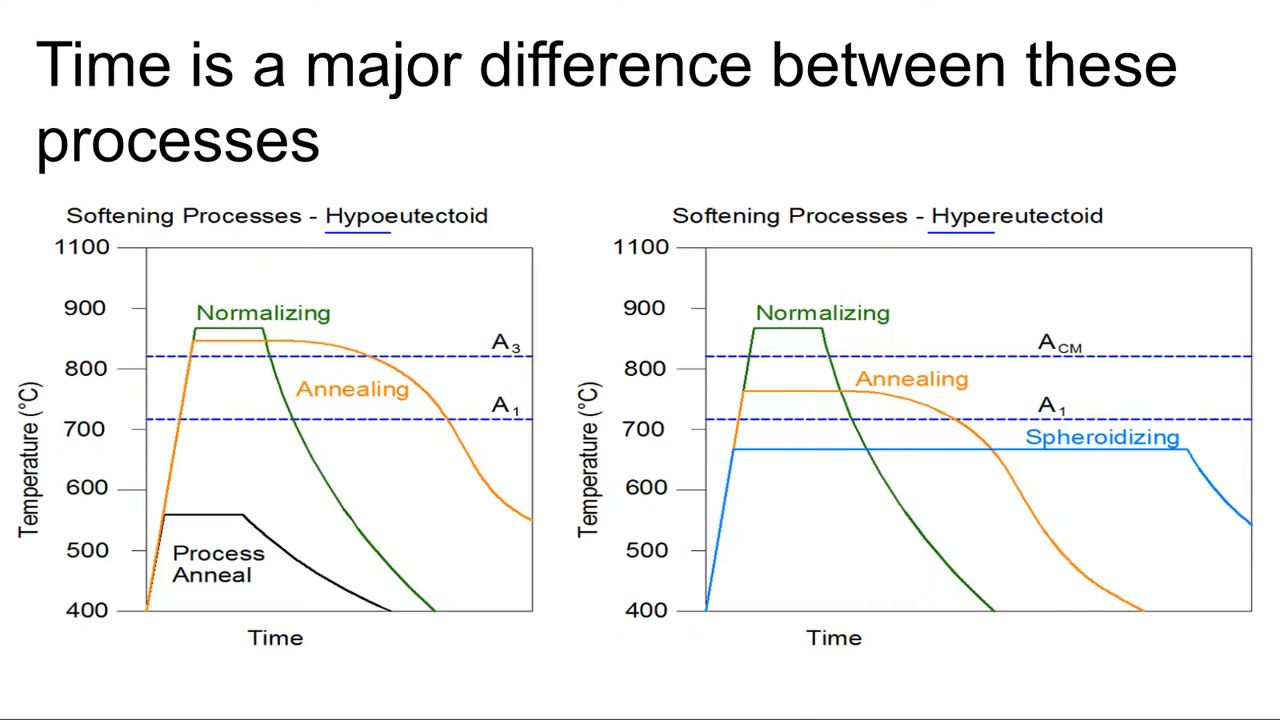 Time is a major difference between these
processes
Softening Processes - Hypoeutectoid
1100
900
800
700
600
500
400
Temperature (°C)
Normalizing
A3
Annealing
A1
Process
Anneal
Time
Softening Processes - Hypereutectoid
1100
900
800
700
600
500
400
Temperature (°C)
Normalizing
ACM
Annealing
A1
Spheroidizing
Time